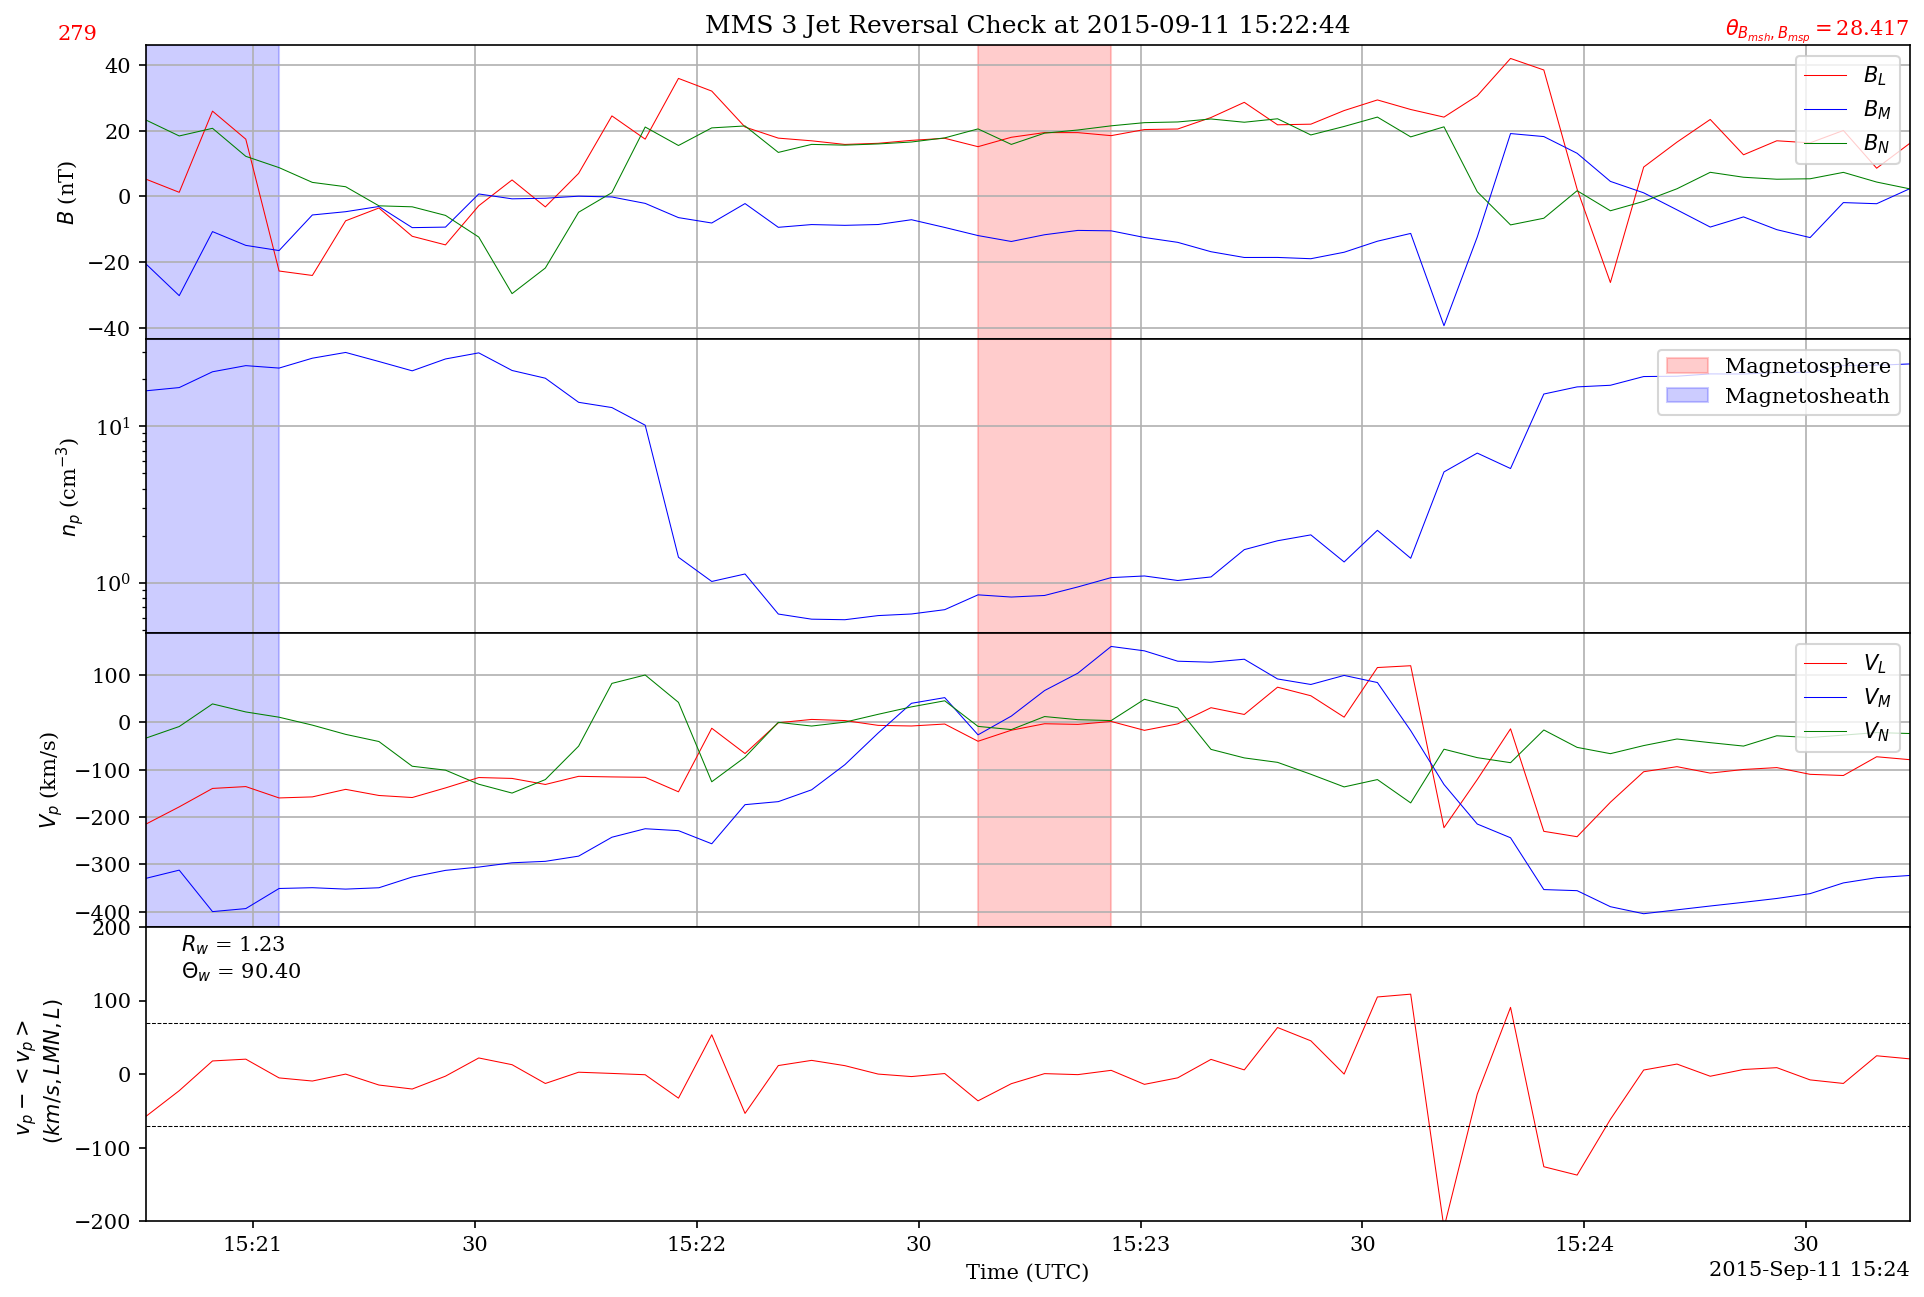 279
MMS 3 Jet Reversal Check at 2015-09-11 15:22:44
θ_{B_{msh}, B_{msp}} = 28.417
40
20
0
−20
−40
B (nT)
B_L
B_M
B_N
10^1
10^0
n_p (cm^{−3})
Magnetosphere
Magnetosheath
100
0
−100
−200
−300
−400
V_p (km/s)
V_L
V_M
V_N
200
100
0
−100
−200
v_p − < v_p >
(km/s, LMN, L)
R_w = 1.23
Θ_w = 90.40
15:21
30
15:22
30
15:23
30
15:24
30
Time (UTC)
2015-Sep-11 15:24